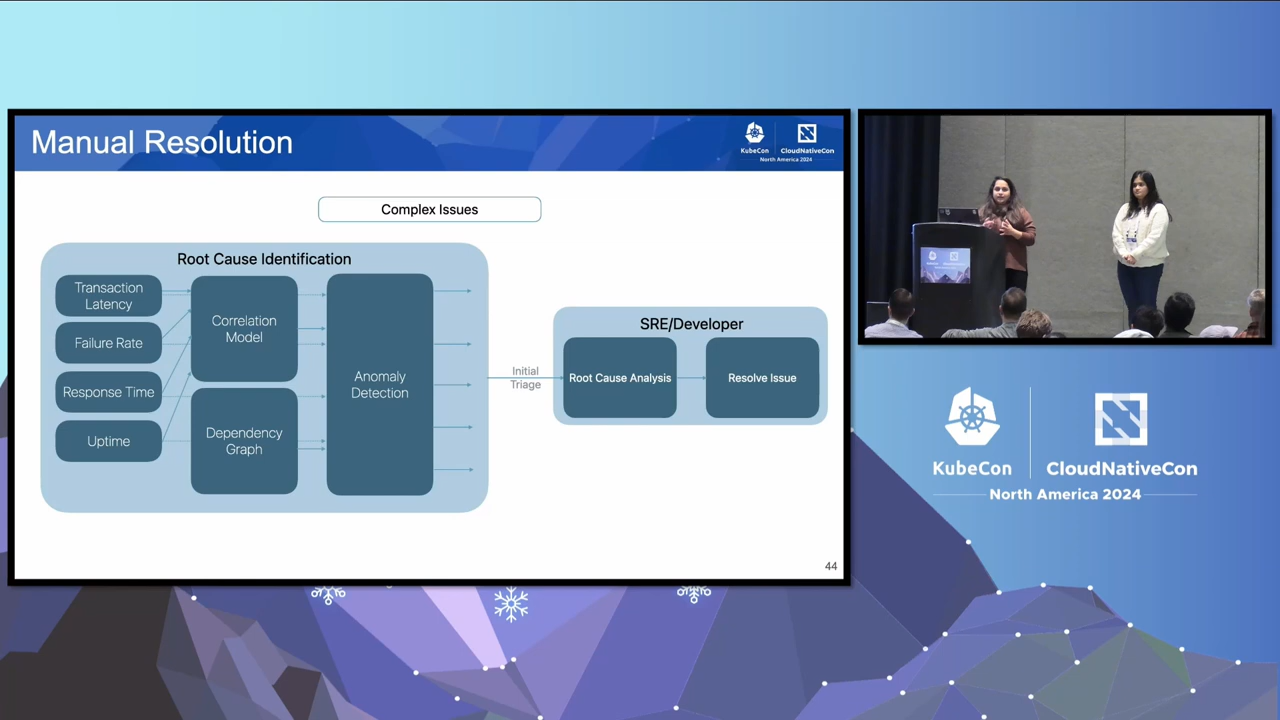 Manual Resolution
KubeCon
CloudNativeCon
North America 2024
Complex Issues
Root Cause Identification
Transaction
Latency
Failure Rate
Response Time
Uptime
Correlation
Model
Dependency
Graph
Anomaly
Detection
Initial
Triage
SRE/Developer
Root Cause Analysis
Resolve Issue
44
KubeCon
CloudNativeCon
KubeCon
CloudNativeCon
North America 2024